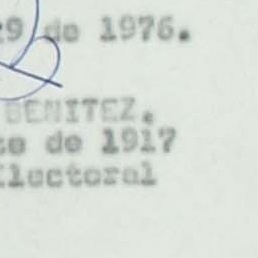 29 de 1976.
BENITEZ.
de 1917
Electoral